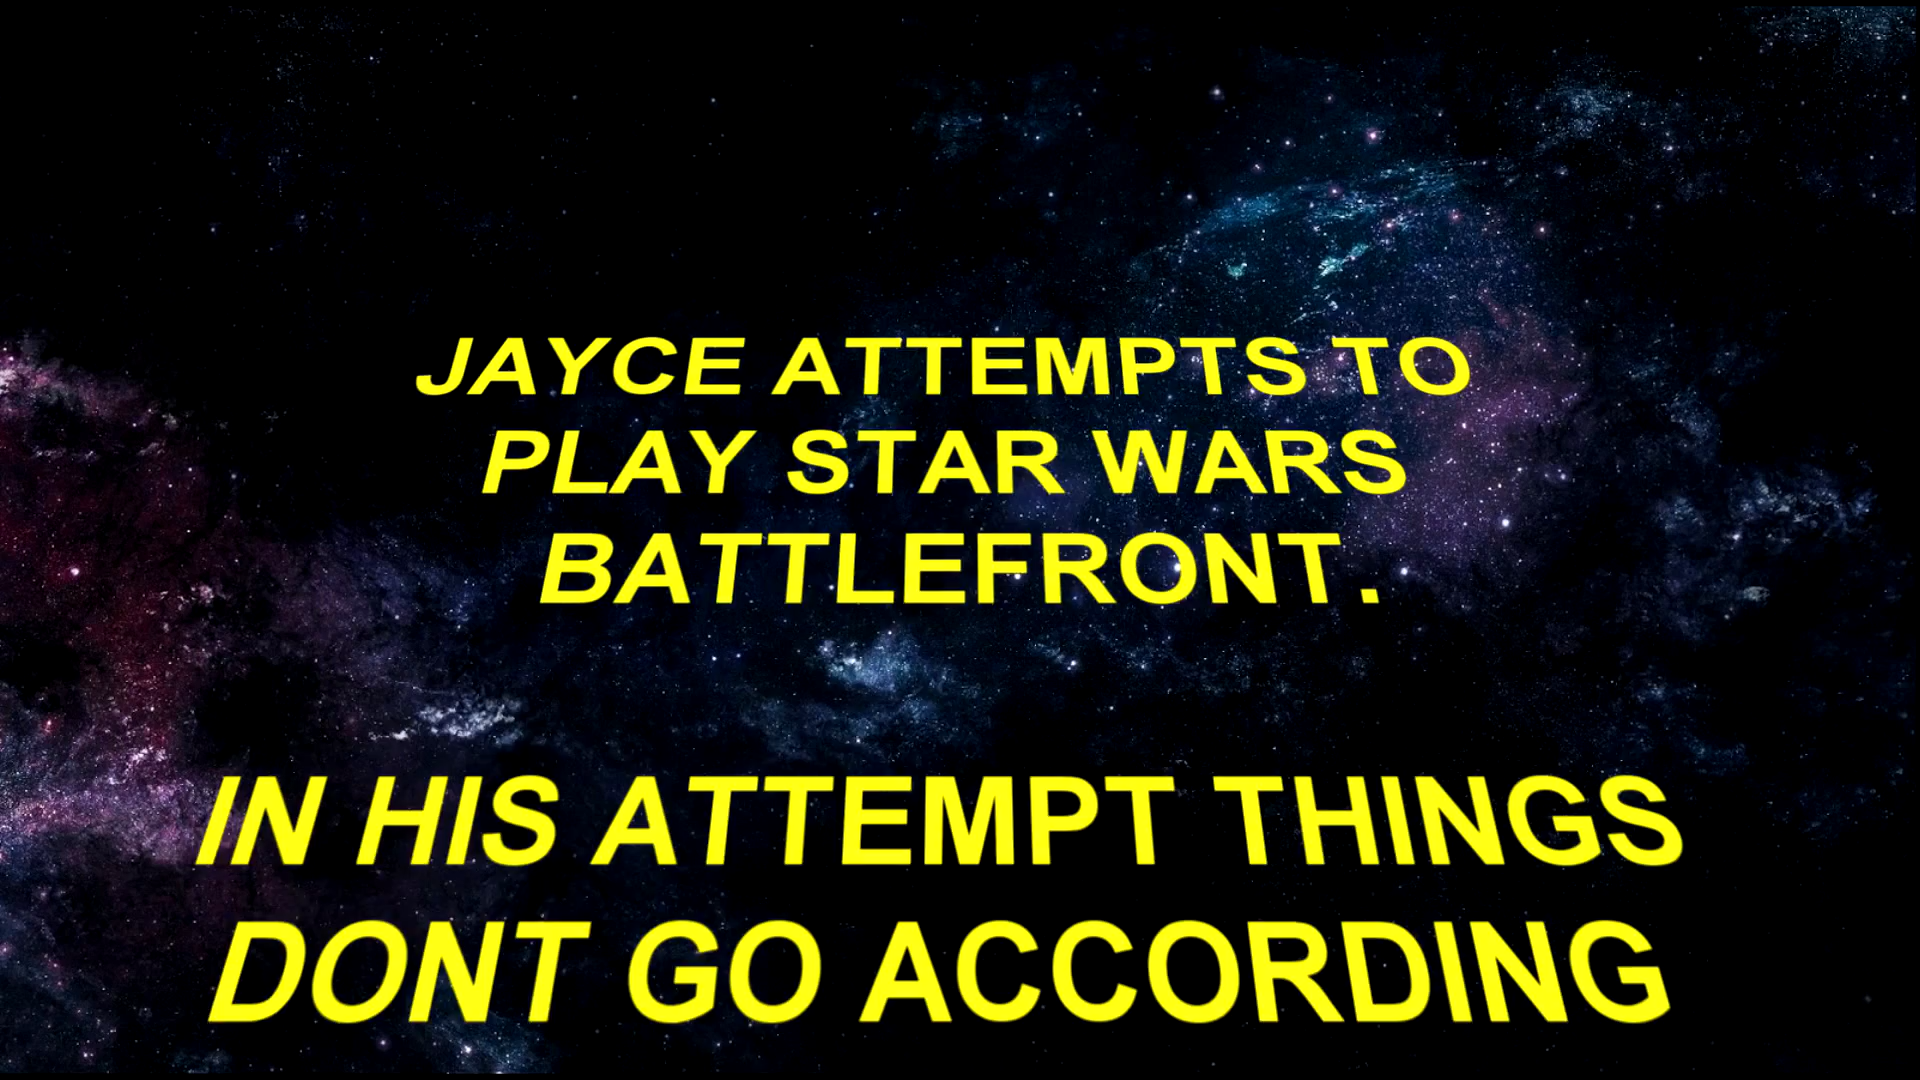 JAYCE ATTEMPTS TO
PLAY STAR WARS
BATTLEFRONT.
IN HIS ATTEMPT THINGS
DONT GO ACCORDING